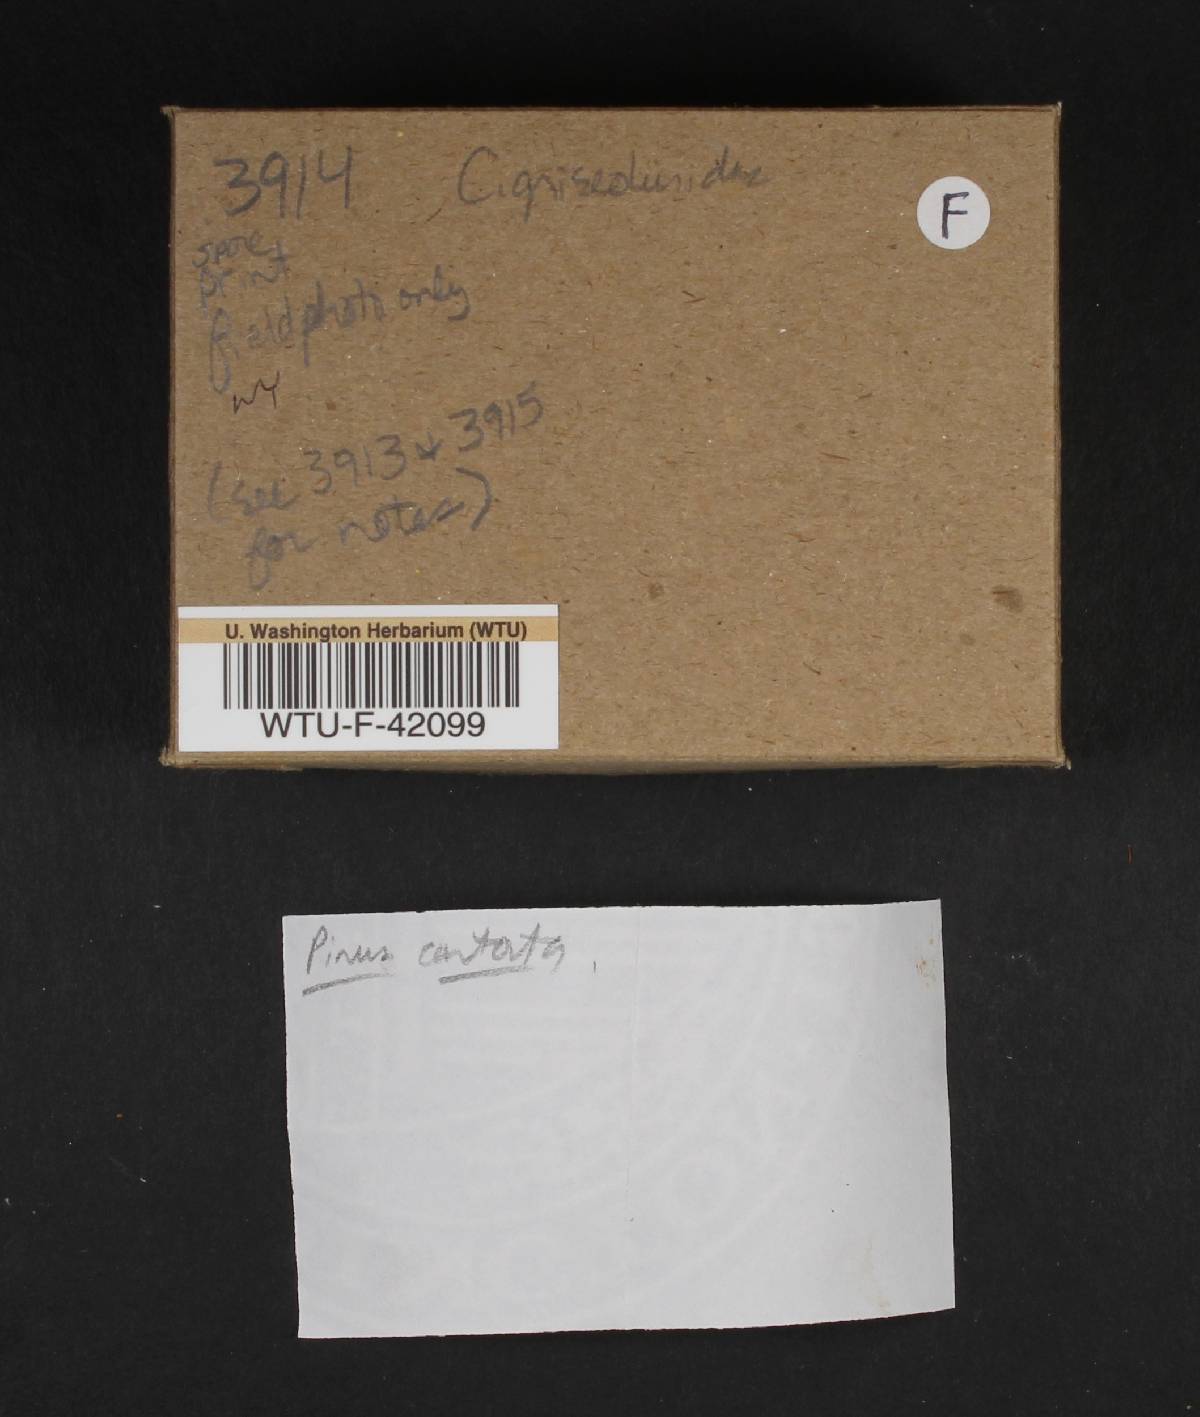 3914
F
spore
print
field photo only
WY
(see 3913 + 3915
for notes)
U. Washington Herbarium (WTU)
WTU-F-42099
Pinus contorta